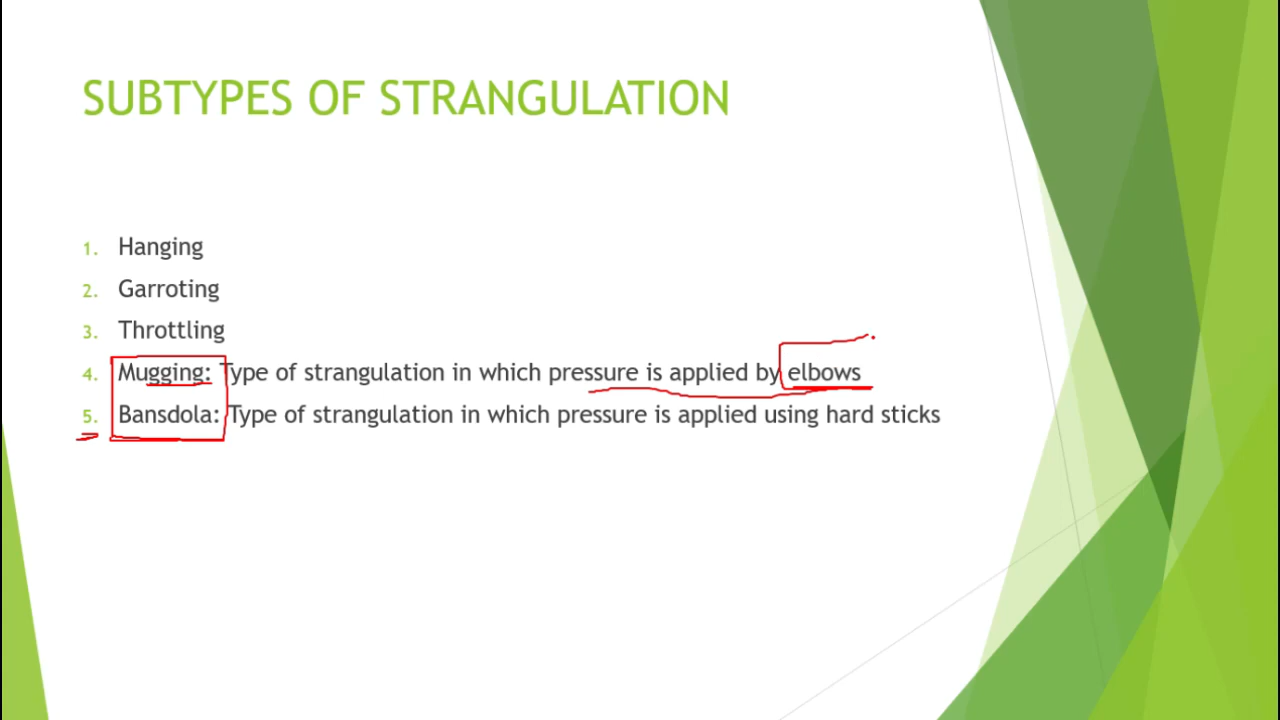 SUBTYPES OF STRANGULATION
1. Hanging
2. Garroting
3. Throttling
4. Mugging: Type of strangulation in which pressure is applied by elbows
5. Bansdola: Type of strangulation in which pressure is applied using hard sticks